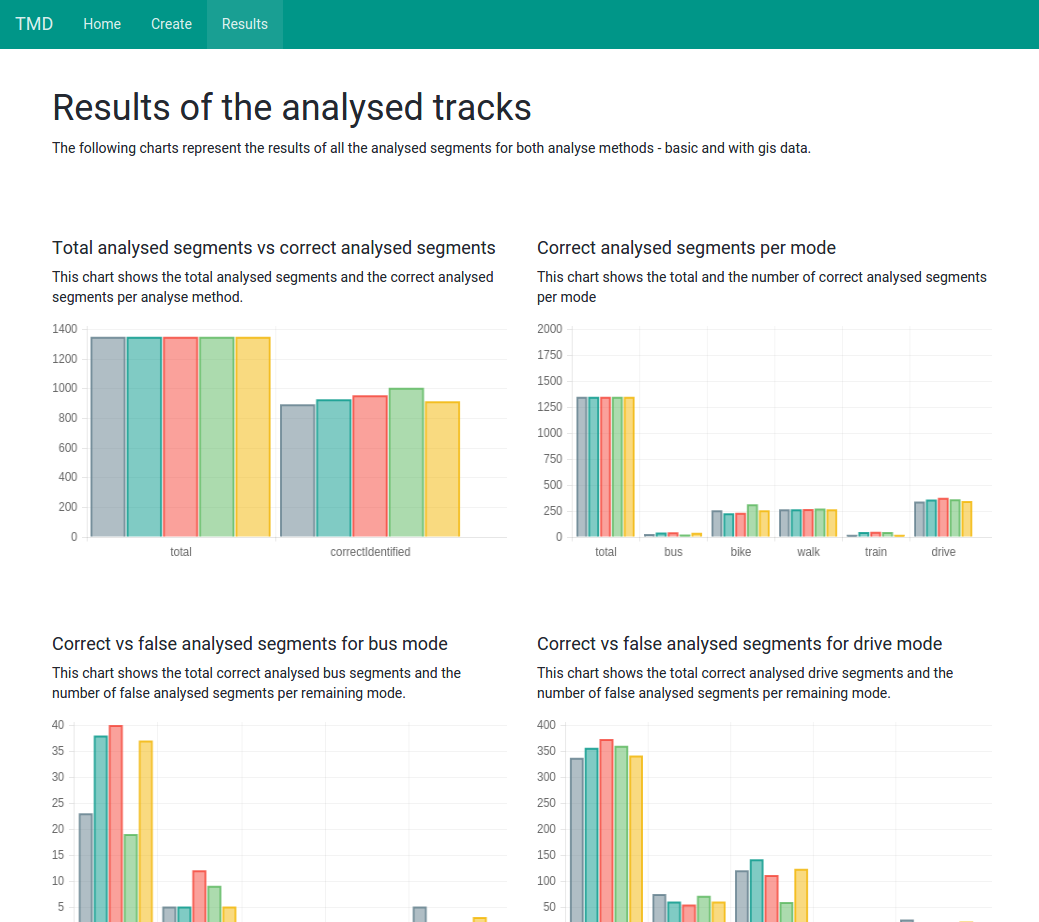 TMD Home Create Results
Results of the analysed tracks
The following charts represent the results of all the analysed segments for both analyse methods - basic and with gis data.
Total analysed segments vs correct analysed segments
This chart shows the total analysed segments and the correct analysed
segments per analyse method.
1400
1200
1000
800
600
400
200
0
total correctIdentified
Correct analysed segments per mode
This chart shows the total and the number of correct analysed segments
per mode
2000
1750
1500
1250
1000
750
500
250
0
total bus bike walk train drive
Correct vs false analysed segments for bus mode
This chart shows the total correct analysed bus segments and the
number of false analysed segments per remaining mode.
40
35
30
25
20
15
10
5
Correct vs false analysed segments for drive mode
This chart shows the total correct analysed drive segments and the
number of false analysed segments per remaining mode.
400
350
300
250
200
150
100
50